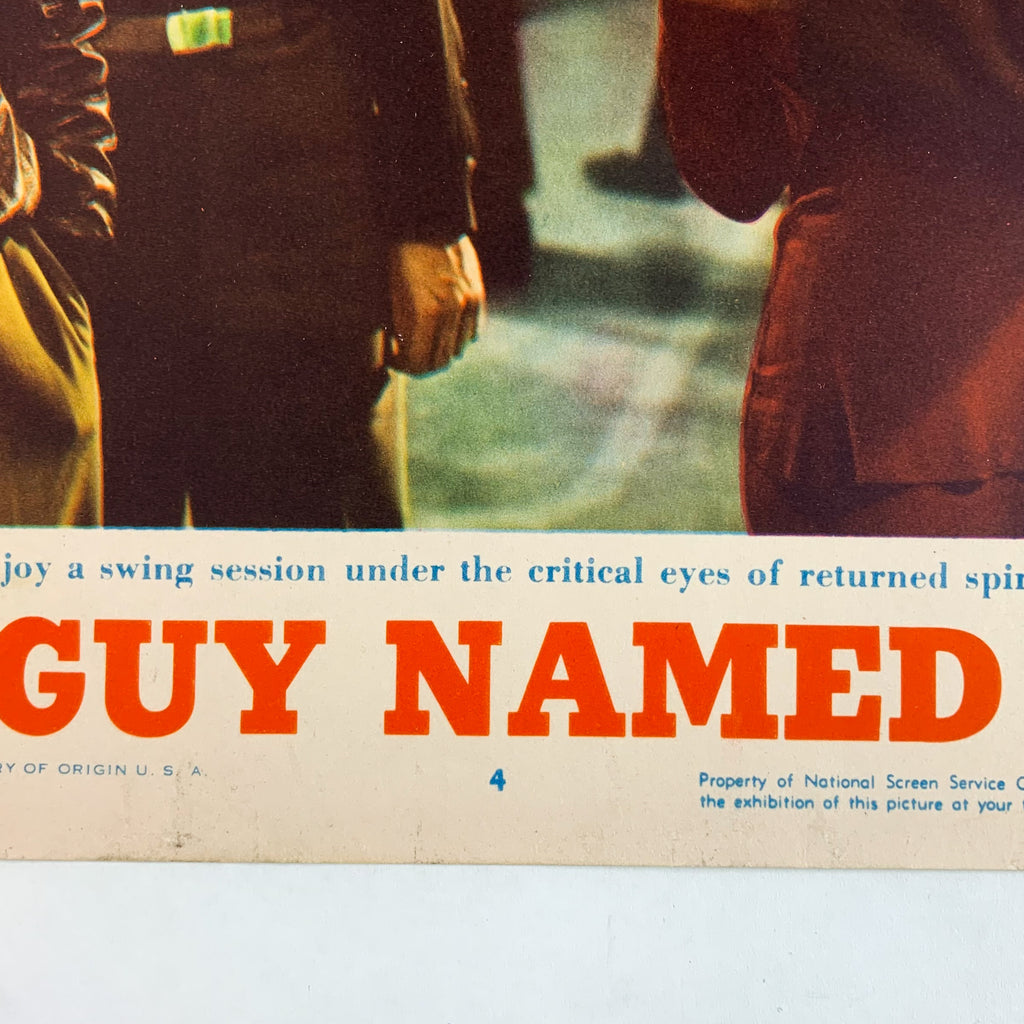 joy a swing session under the critical eyes of returned spir
GUY NAMED
RY OF ORIGIN U. S. A.
4
Property of National Screen Service C
the exhibition of this picture at your